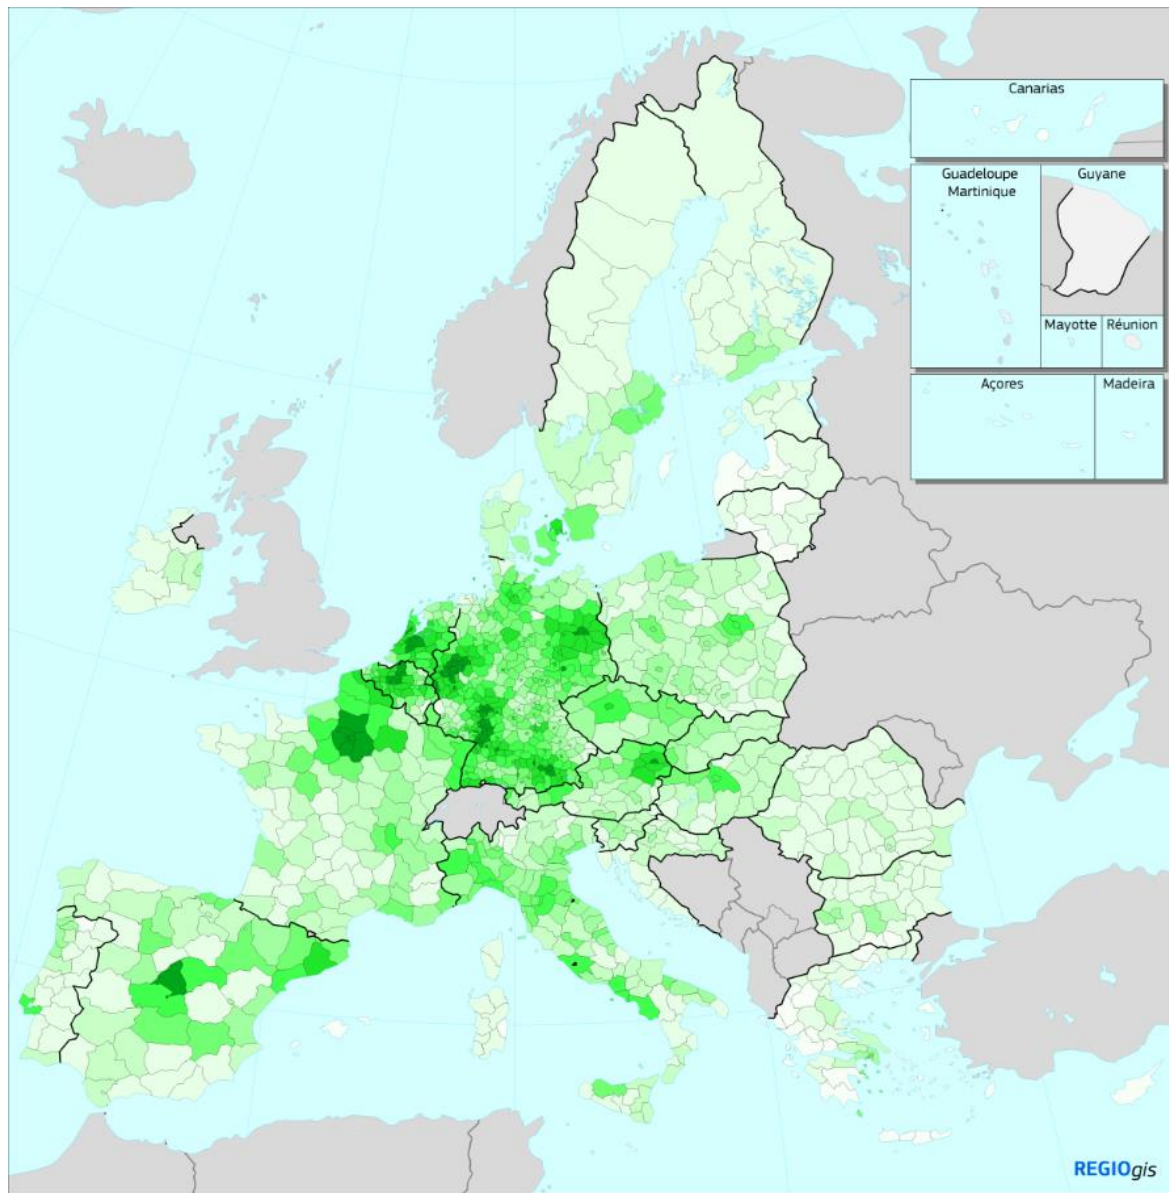 Canarias
Guadeloupe
Martinique
Guyane
Mayotte
Réunion
Açores
Madeira
REGIOgis